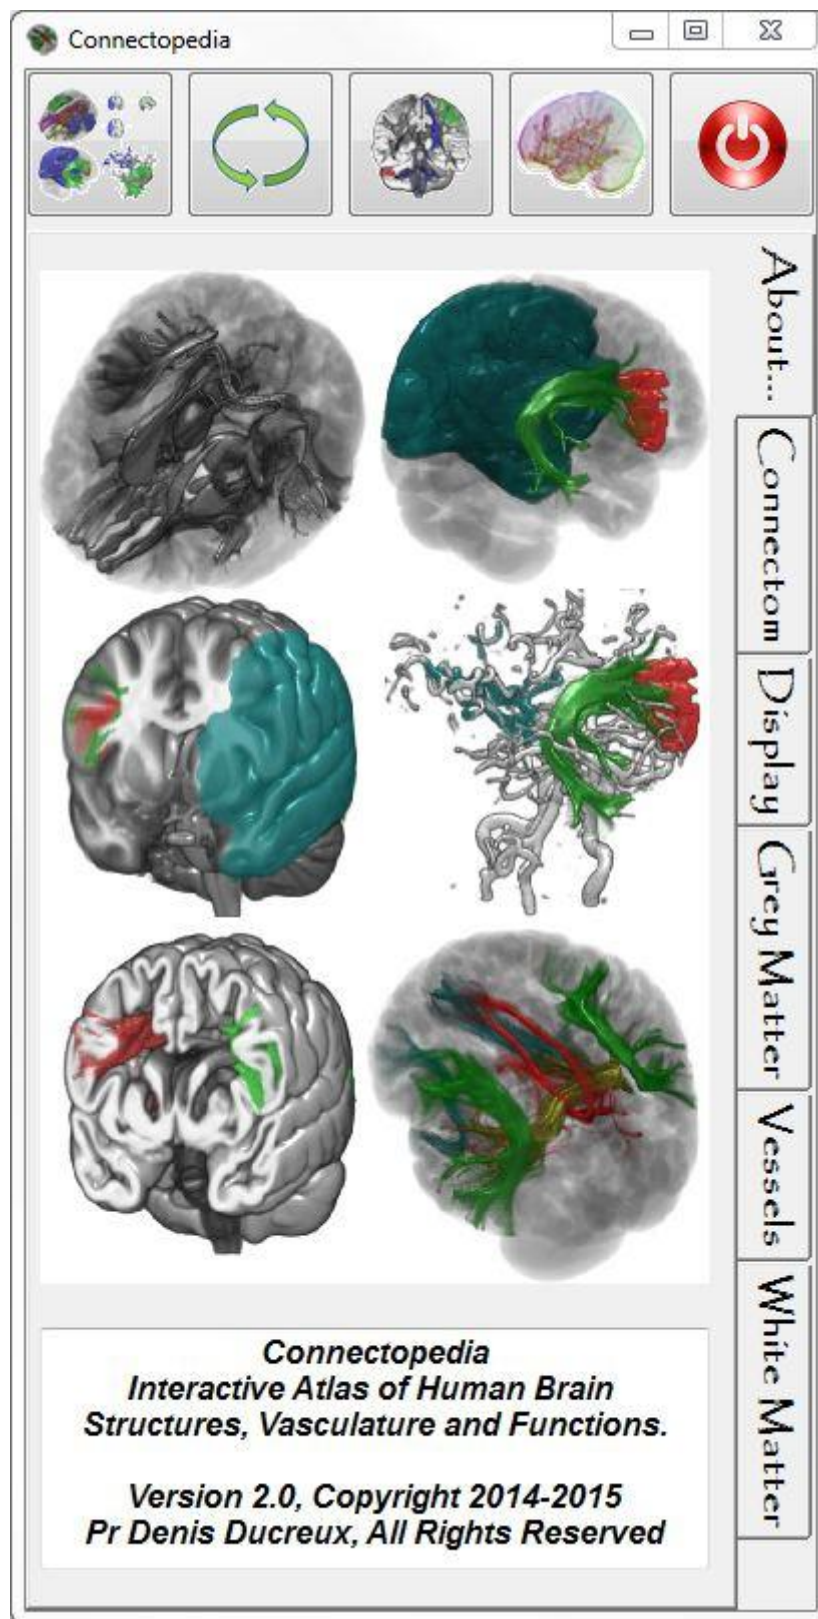 Connectopedia
About...
Connectom
Display
Grey Matter
Vessels
White Matter
Connectopedia
Interactive Atlas of Human Brain
Structures, Vasculature and Functions.
Version 2.0, Copyright 2014-2015
Pr Denis Ducreux, All Rights Reserved